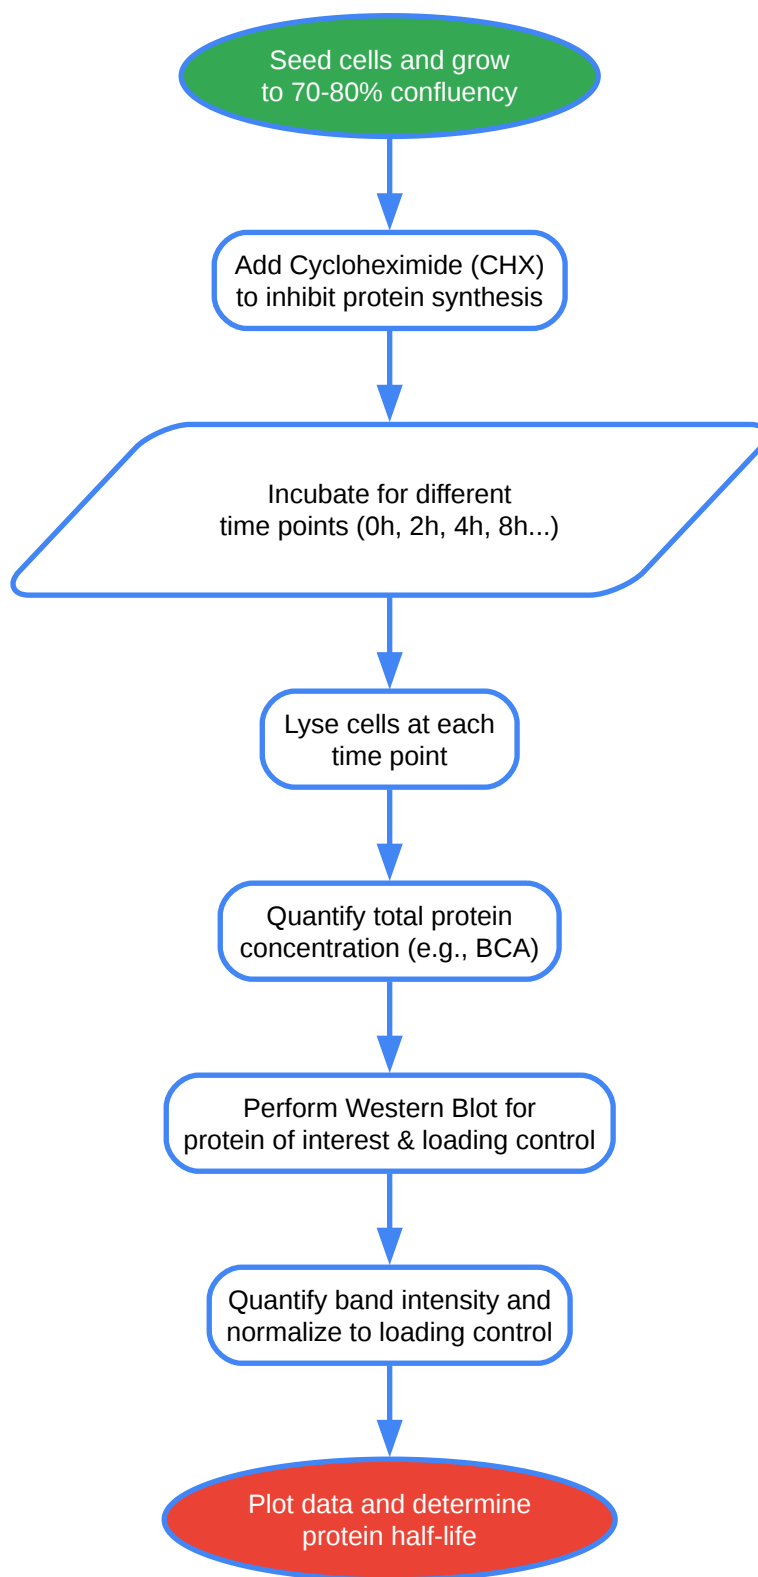 Seed cells and grow
to 70-80% confluency
Add Cycloheximide (CHX)
to inhibit protein synthesis
Incubate for different
time points (0h, 2h, 4h, 8h...)
Lyse cells at each
time point
Quantify total protein
concentration (e.g., BCA)
Perform Western Blot for
protein of interest & loading control
Quantify band intensity and
normalize to loading control
Plot data and determine
protein half-life